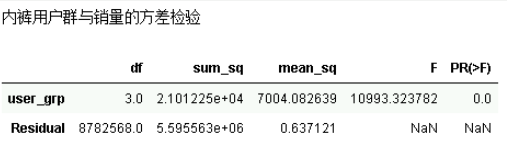 内裤用户群与销量的方差检验
df sum_sq mean_sq F PR(>F)
user_grp 3.0 2.101225e+04 7004.082639 10993.323782 0.0
Residual 8782568.0 5.595563e+06 0.637121 NaN NaN